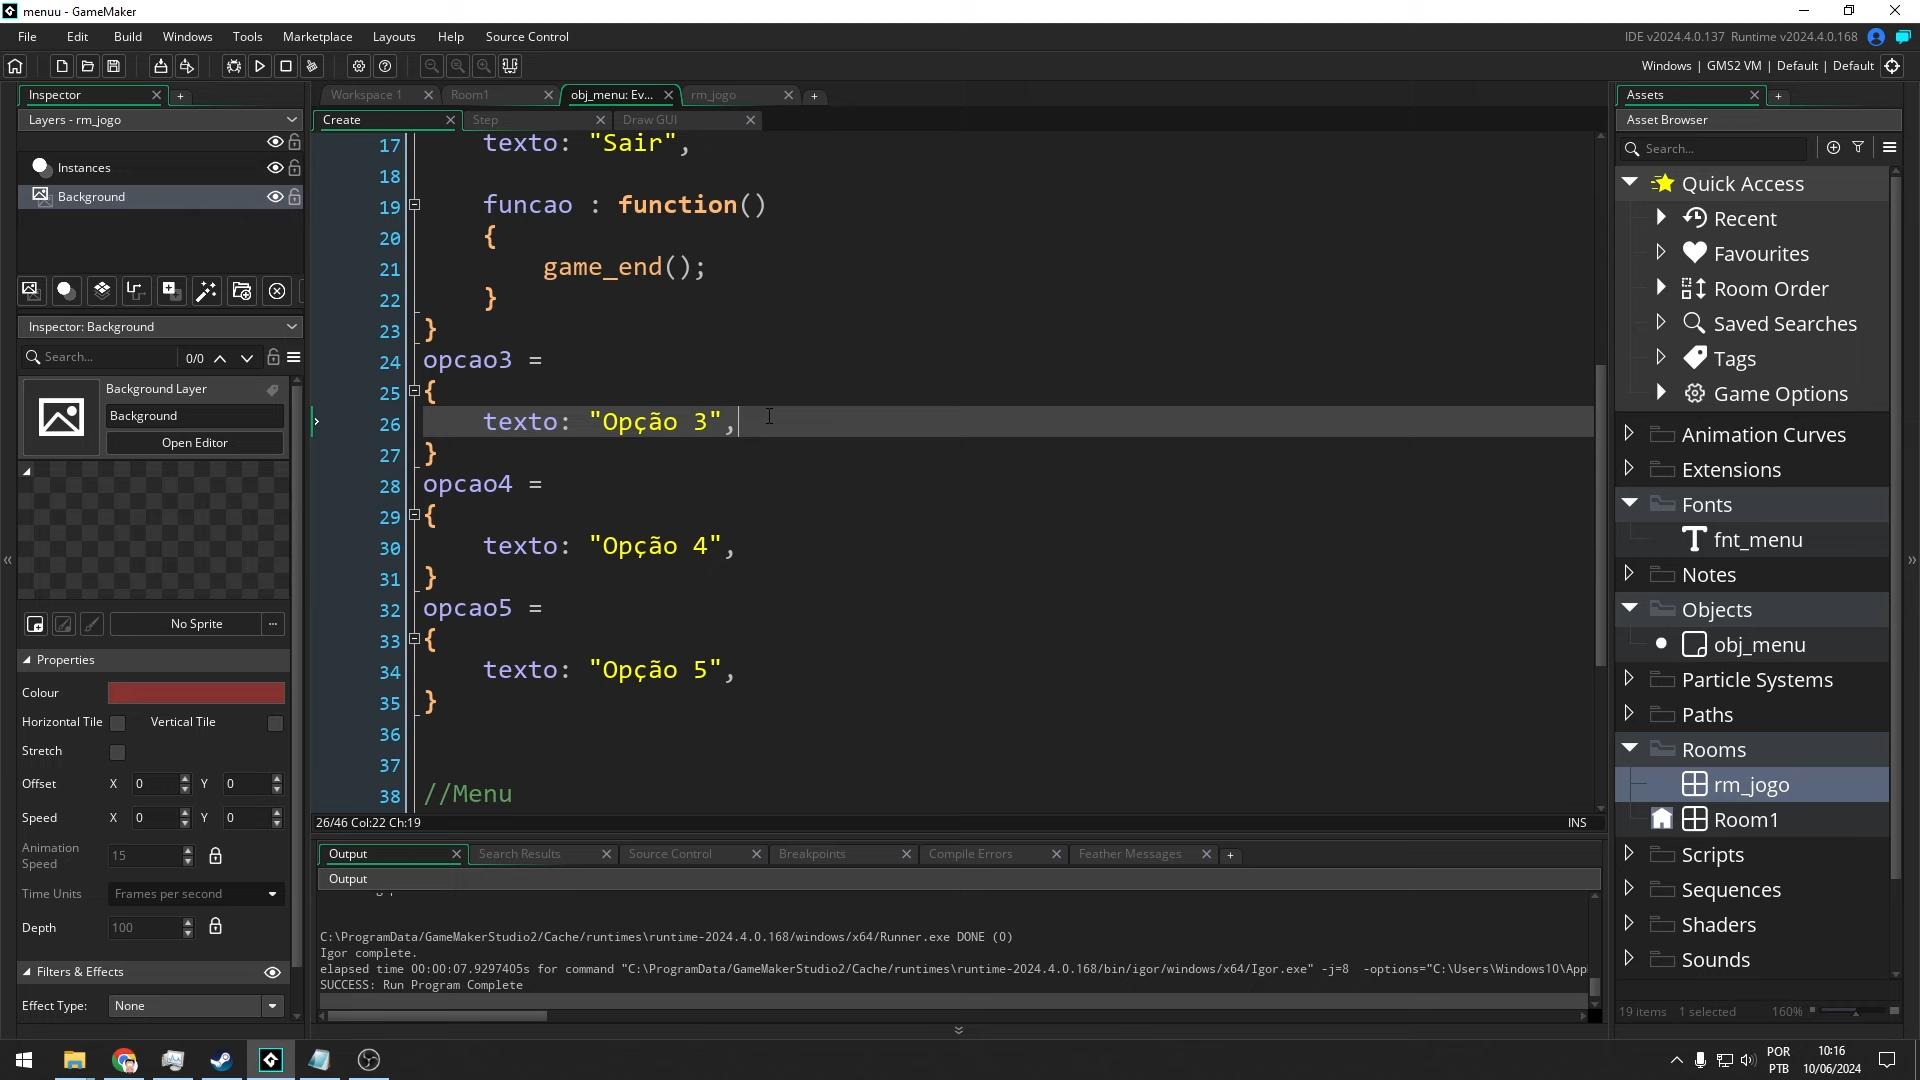 menuu - GameMaker
File Edit Build Windows Tools Marketplace Layouts Help Source Control
IDE v2024.4.0.137 Runtime v2024.4.0.168
Windows | GMS2 VM | Default | Default
Inspector
Layers - rm_jogo
Instances
Background
Inspector: Background
Search... 0/0
Background Layer
Background
Open Editor
No Sprite ...
Properties
Colour
Horizontal Tile Vertical Tile
Stretch
Offset X 0 Y 0
Speed X 0 Y 0
Animation
Speed
15
Time Units Frames per second
Depth 100
Filters & Effects
Effect Type: None
Workspace 1 Room1 obj_menu: Ev... rm_jogo
Create Step Draw GUI
17 texto: "Sair",
18
19 funcao : function()
20 {
21 game_end();
22 }
23 }
24 opcao3 =
25 {
26 texto: "Opção 3",
27 }
28 opcao4 =
29 {
30 texto: "Opção 4",
31 }
32 opcao5 =
33 {
34 texto: "Opção 5",
35 }
36
37
38 //Menu
26/46 Col:22 Ch:19 INS
Output Search Results Source Control Breakpoints Compile Errors Feather Messages
Output
C:\ProgramData/GameMakerStudio2/Cache/runtimes\runtime-2024.4.0.168/windows/x64/Runner.exe DONE (0)
Igor complete.
elapsed time 00:00:07.9297405s for command "C:\ProgramData/GameMakerStudio2/Cache/runtimes\runtime-2024.4.0.168/bin/igor/windows/x64/Igor.exe" -j=8 -options="C:\Users\Windows10\App
SUCCESS: Run Program Complete
Assets
Asset Browser
Search...
Quick Access
Recent
Favourites
Room Order
Saved Searches
Tags
Game Options
Animation Curves
Extensions
Fonts
fnt_menu
Notes
Objects
obj_menu
Particle Systems
Paths
Rooms
rm_jogo
Room1
Scripts
Sequences
Shaders
Sounds
19 items 1 selected 160%
POR
PTB
10:16
10/06/2024